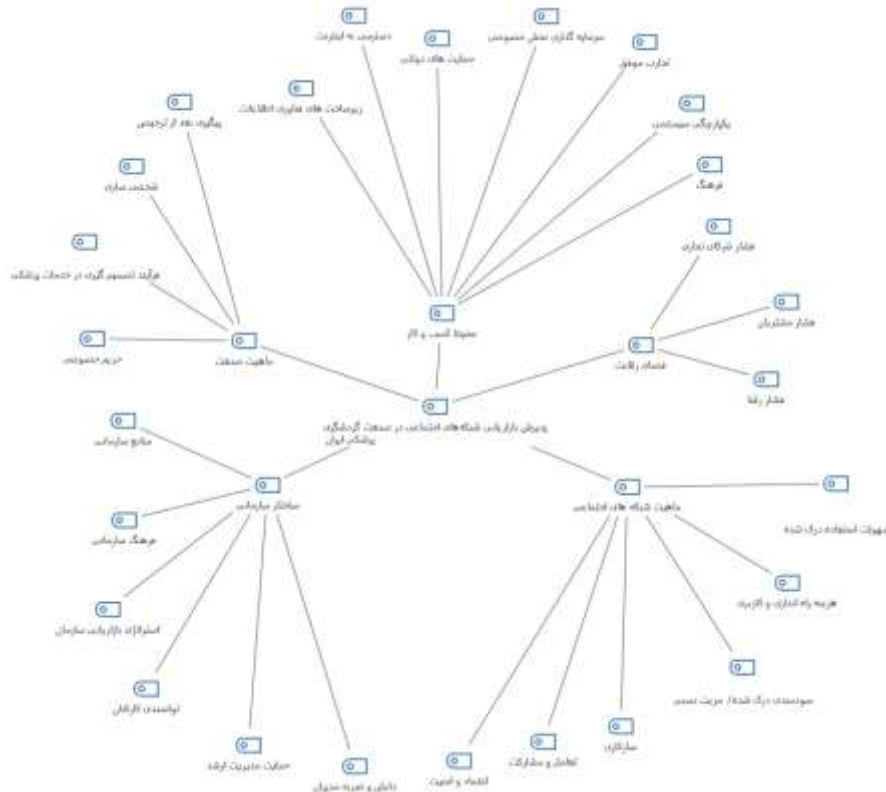 دسترسی به اینترنت
حمایت های دولتی
سرمایه گذاری بخش خصوصی
تجارب موفق
زیرساخت های فناوری اطلاعات
یکپارچگی سیستمی
پیگیری بعد از ترخیص
فرهنگ
شخصی سازی
فشار شرکای تجاری
فرآیند تصمیم گیری در خدمات پزشکی
محیط کسب و کار
فشار مشتریان
ماهیت صنعت
حریم خصوصی
فضای رقابت
فشار رقبا
پذیرش بازاریابی شبکه های اجتماعی در صنعت گردشگری
پزشکی ایران
منابع سازمانی
ساختار سازمانی
ماهیت شبکه های اجتماعی
سهولت استفاده درک شده
فرهنگ سازمانی
هزینه راه اندازی و کاربری
استراتژی بازاریابی سازمان
سودمندی درک شده/ مزیت نسبی
توانمندی کارکنان
سازگاری
تعامل و مشارکت
حمایت مدیریت ارشد
اعتماد و امنیت
دانش و تجربه مدیران